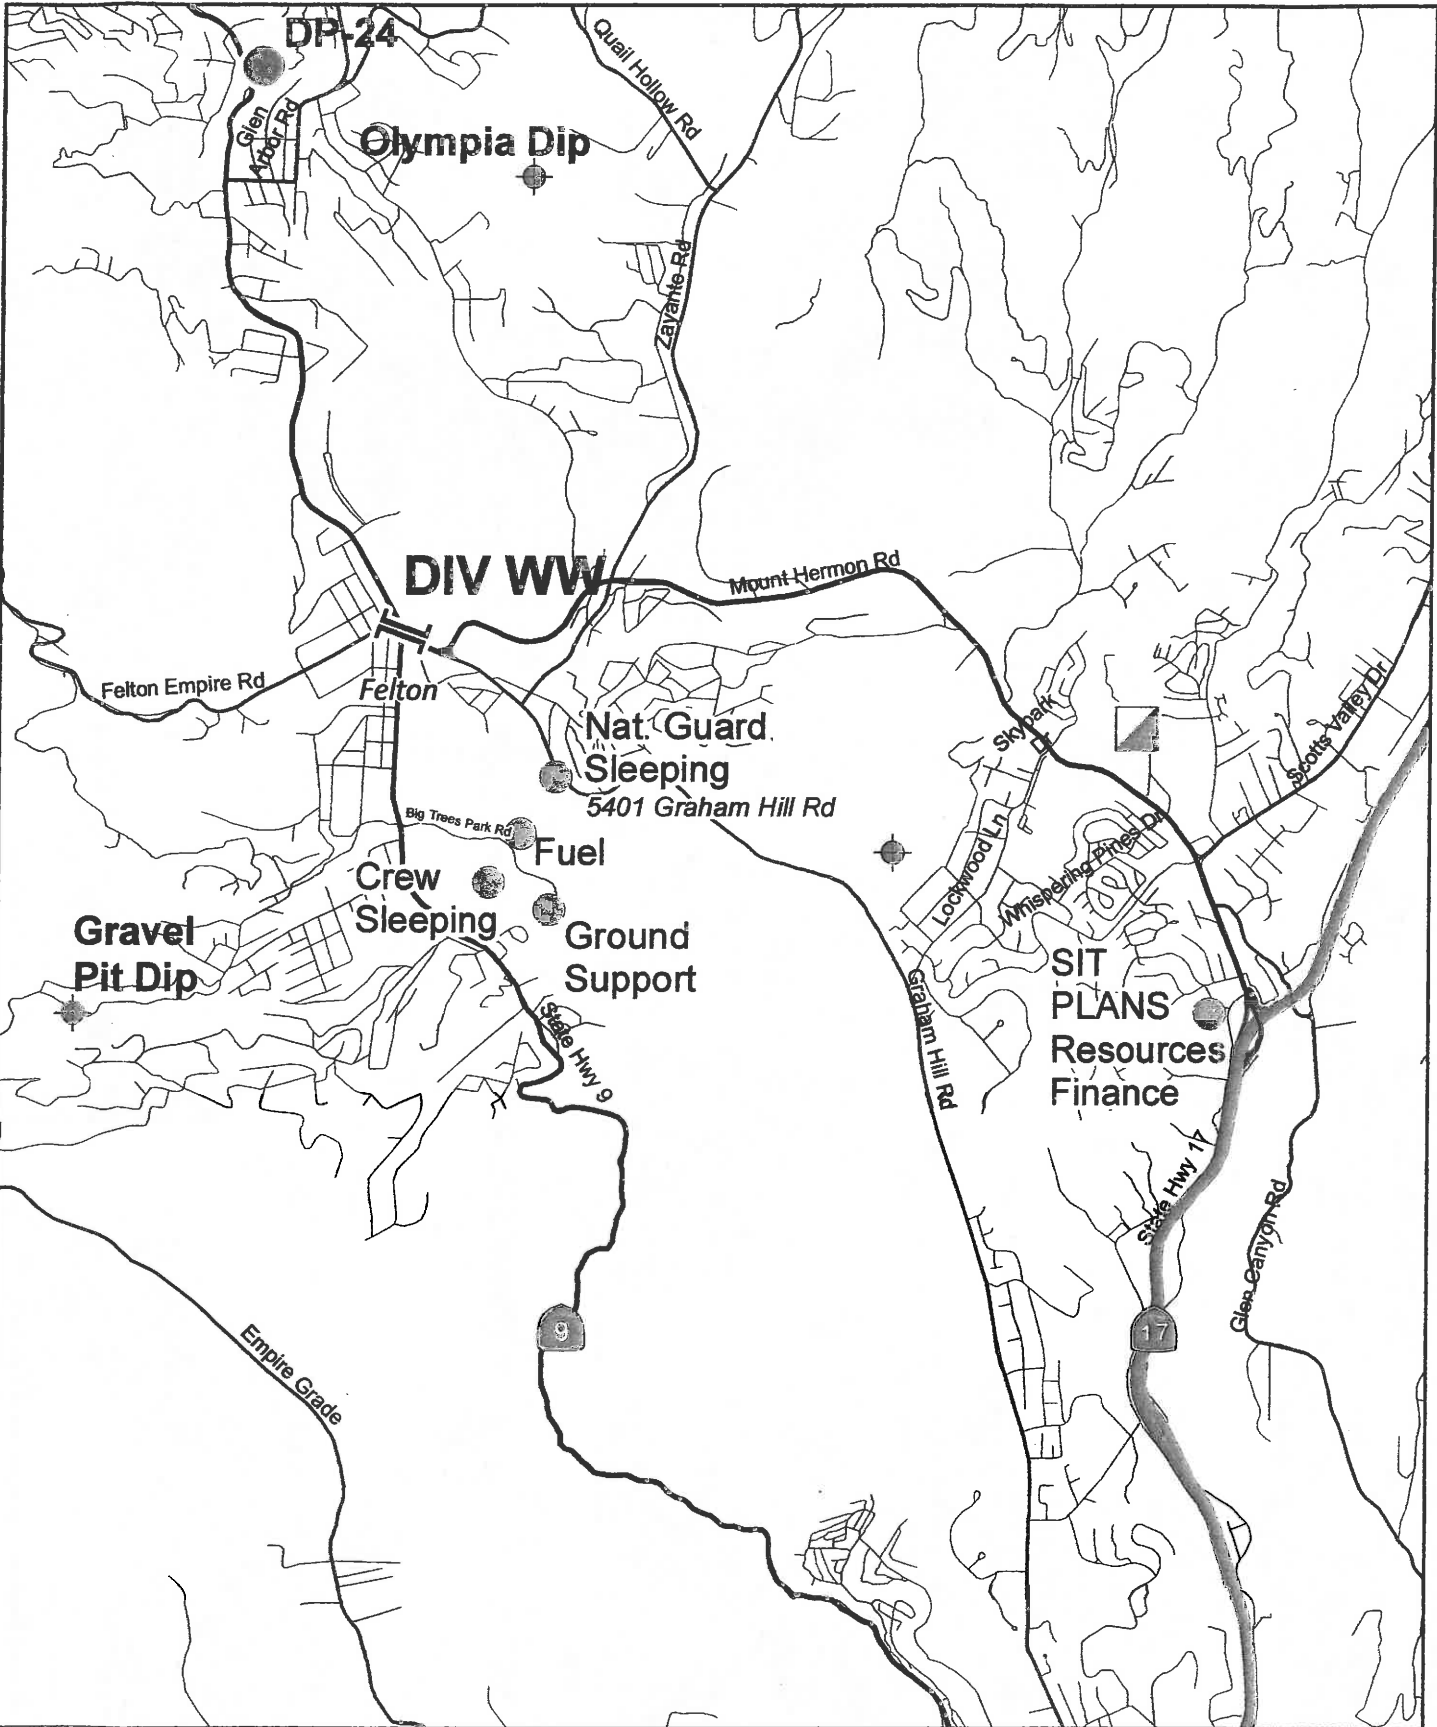 DP-24
Quail Hollow Rd
Glen
Arbor Rd
Olympia Dip
Zayante Rd
DIV WW
Mount Hermon Rd
Felton Empire Rd
Felton
Nat. Guard
Sleeping
5401 Graham Hill Rd
Skypark
Dr
Scotts Valley Dr
Big Trees Park Rd
Fuel
Lockwood Ln
Whispering Pines Dr
Crew
Sleeping
Gravel
Pit Dip
Ground
Support
SIT
PLANS
Resources
Finance
State Hwy 9
Graham Hill Rd
State Hwy 17
Glen Canyon Rd
9
17
Empire Grade